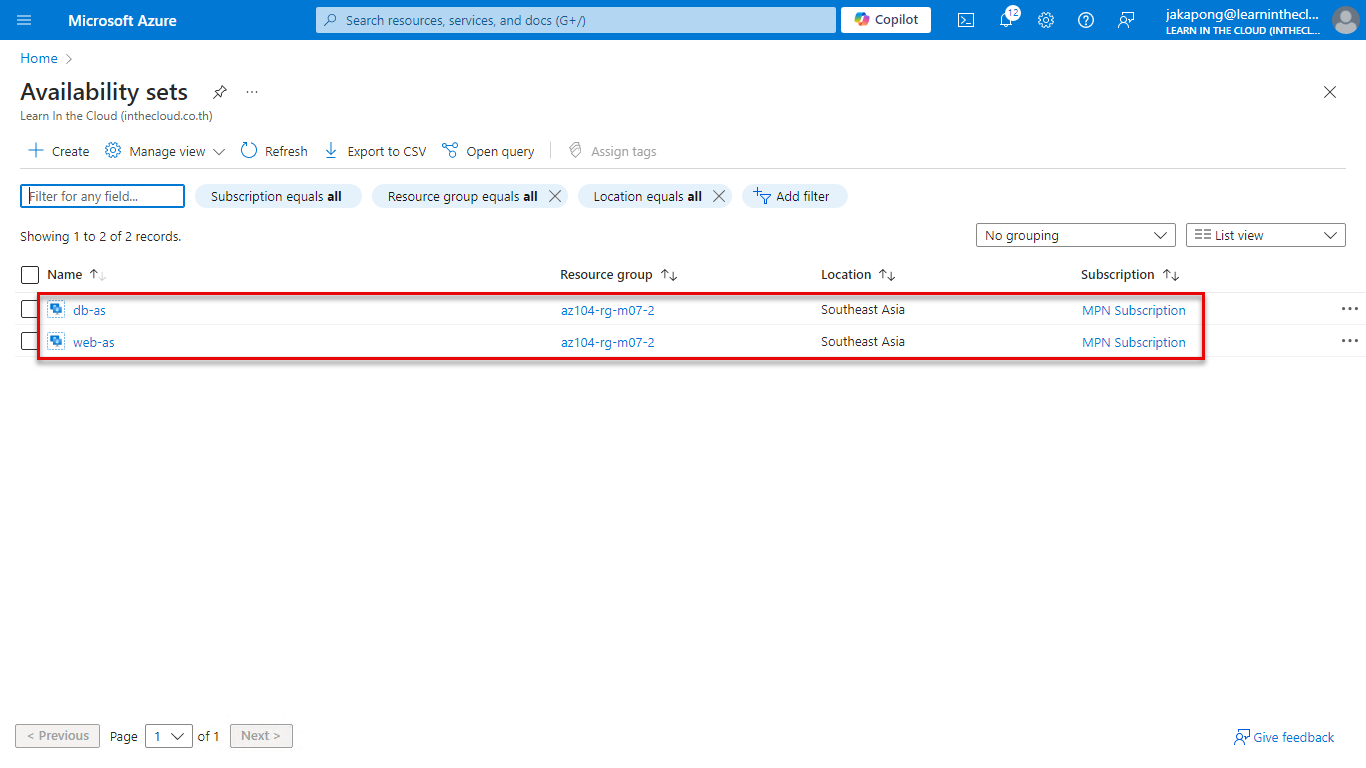 Microsoft Azure
Search resources, services, and docs (G+/)
Copilot
12
jakapong@learninthecl...
LEARN IN THE CLOUD (INTHECL...
Home
Availability sets
...
Learn In the Cloud (inthecloud.co.th)
Create
Manage view
Refresh
Export to CSV
Open query
Assign tags
Filter for any field...
Subscription equals all
Resource group equals all
Location equals all
Add filter
Showing 1 to 2 of 2 records.
No grouping
List view
Name
Resource group
Location
Subscription
db-as
az104-rg-m07-2
Southeast Asia
MPN Subscription
web-as
az104-rg-m07-2
Southeast Asia
MPN Subscription
< Previous
Page
1
of 1
Next >
Give feedback